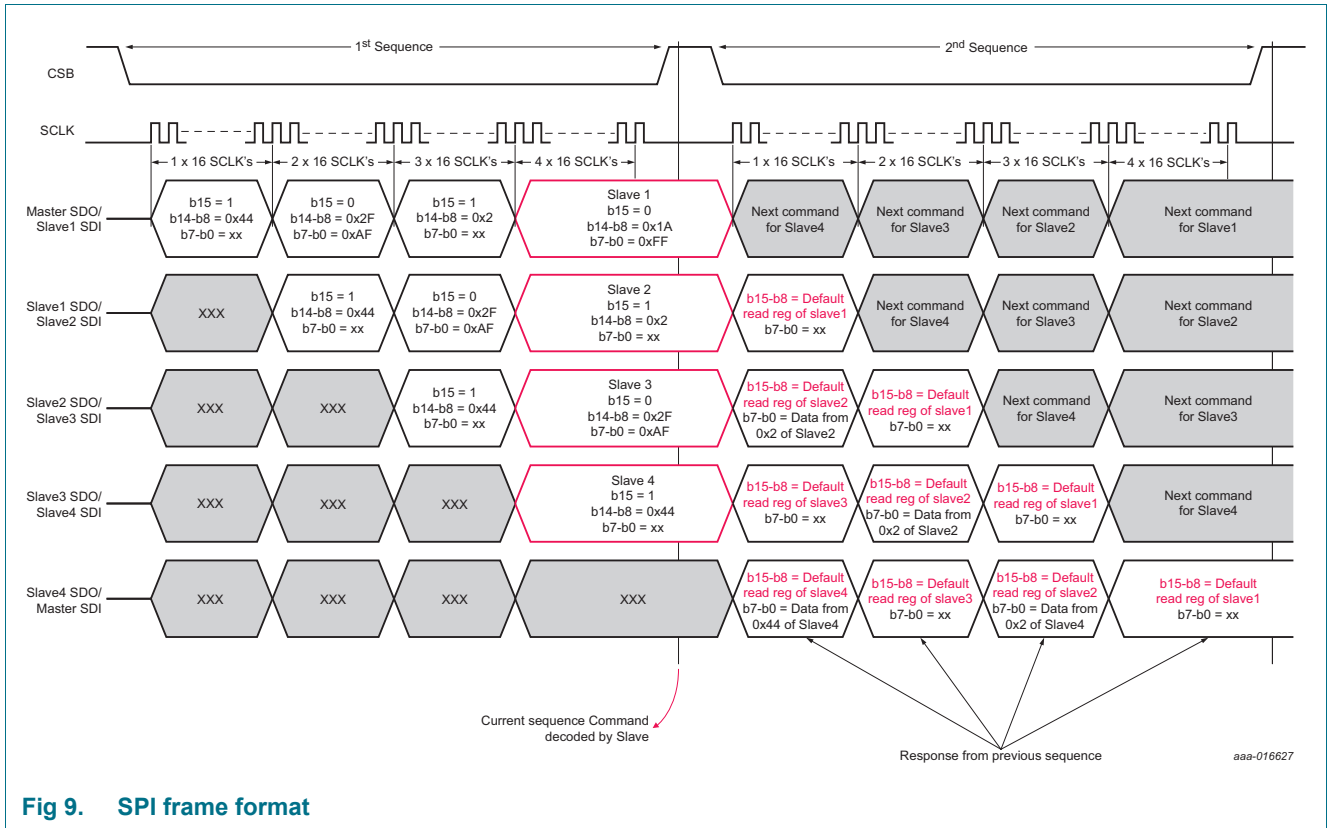 1st Sequence
2nd Sequence
CSB
SCLK
1 x 16 SCLK's
2 x 16 SCLK's
3 x 16 SCLK's
4 x 16 SCLK's
1 x 16 SCLK's
2 x 16 SCLK's
3 x 16 SCLK's
4 x 16 SCLK's
Master SDO/
Slave1 SDI
b15 = 1
b14-b8 = 0x44
b7-b0 = xx
b15 = 0
b14-b8 = 0x2F
b7-b0 = 0xAF
b15 = 1
b14-b8 = 0x2
b7-b0 = xx
Slave 1
b15 = 0
b14-b8 = 0x1A
b7-b0 = 0xFF
Next command
for Slave4
Next command
for Slave3
Next command
for Slave2
Next command
for Slave1
Slave1 SDO/
Slave2 SDI
XXX
b15 = 1
b14-b8 = 0x44
b7-b0 = xx
b15 = 0
b14-b8 = 0x2F
b7-b0 = 0xAF
Slave 2
b15 = 1
b14-b8 = 0x2
b7-b0 = xx
b15-b8 = Default
read reg of slave1
b7-b0 = xx
Next command
for Slave4
Next command
for Slave3
Next command
for Slave2
Slave2 SDO/
Slave3 SDI
XXX
XXX
b15 = 1
b14-b8 = 0x44
b7-b0 = xx
Slave 3
b15 = 0
b14-b8 = 0x2F
b7-b0 = 0xAF
b15-b8 = Default
read reg of slave2
b7-b0 = Data from
0x2 of Slave2
b15-b8 = Default
read reg of slave1
b7-b0 = xx
Next command
for Slave4
Next command
for Slave3
Slave3 SDO/
Slave4 SDI
XXX
XXX
XXX
Slave 4
b15 = 1
b14-b8 = 0x44
b7-b0 = xx
b15-b8 = Default
read reg of slave3
b7-b0 = xx
b15-b8 = Default
read reg of slave2
b7-b0 = Data from
0x2 of Slave2
b15-b8 = Default
read reg of slave1
b7-b0 = xx
Next command
for Slave4
Slave4 SDO/
Master SDI
XXX
XXX
XXX
XXX
b15-b8 = Default
read reg of slave4
b7-b0 = Data from
0x44 of Slave4
b15-b8 = Default
read reg of slave3
b7-b0 = xx
b15-b8 = Default
read reg of slave2
b7-b0 = Data from
0x2 of Slave4
b15-b8 = Default
read reg of slave1
b7-b0 = xx
Current sequence Command
decoded by Slave
Response from previous sequence
aaa-016627
Fig 9. SPI frame format